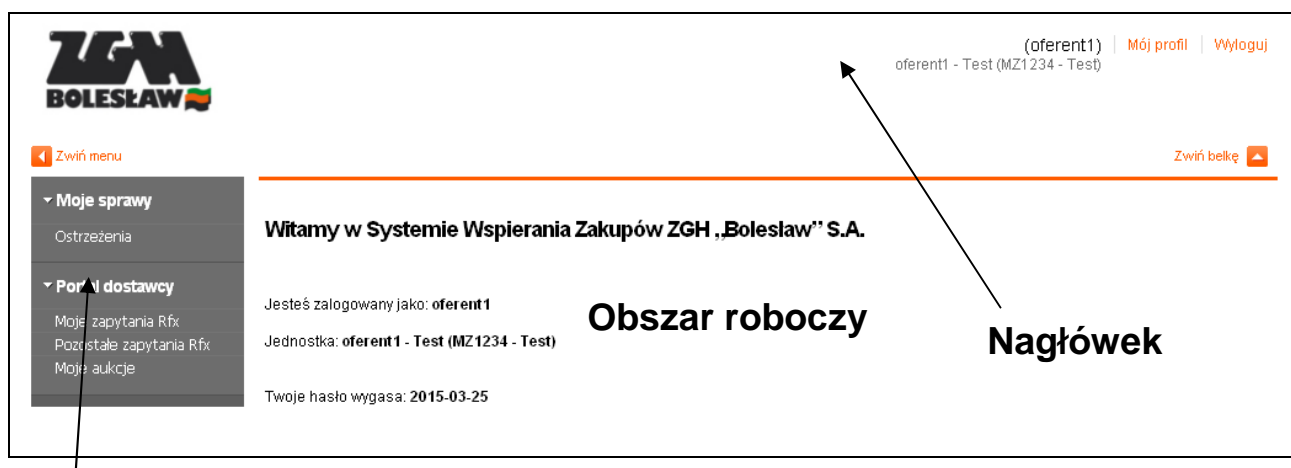 ZGH
BOLESŁAW
(oferent1) Mój profil Wyloguj
oferent1 - Test (MZ1234 - Test)
Zwiń menu
Zwiń belkę
Moje sprawy
Ostrzeżenia
Portal dostawcy
Moje zapytania Rfx
Pozostałe zapytania Rfx
Moje aukcje
Witamy w Systemie Wspierania Zakupów ZGH ,,Bolesław'' S.A.
Jesteś zalogowany jako: oferent1
Jednostka: oferent1 - Test (MZ1234 - Test)
Twoje hasło wygasa: 2015-03-25
Obszar roboczy
Nagłówek